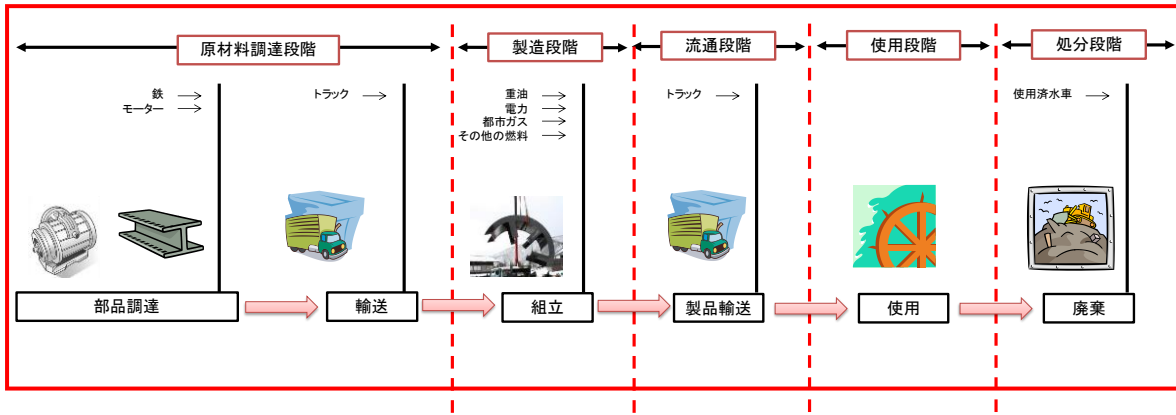 原材料調達段階
製造段階
流通段階
使用段階
処分段階
鉄
モーター
トラック
重油
電力
都市ガス
その他の燃料
トラック
使用済水車
部品調達
輸送
組立
製品輸送
使用
廃棄